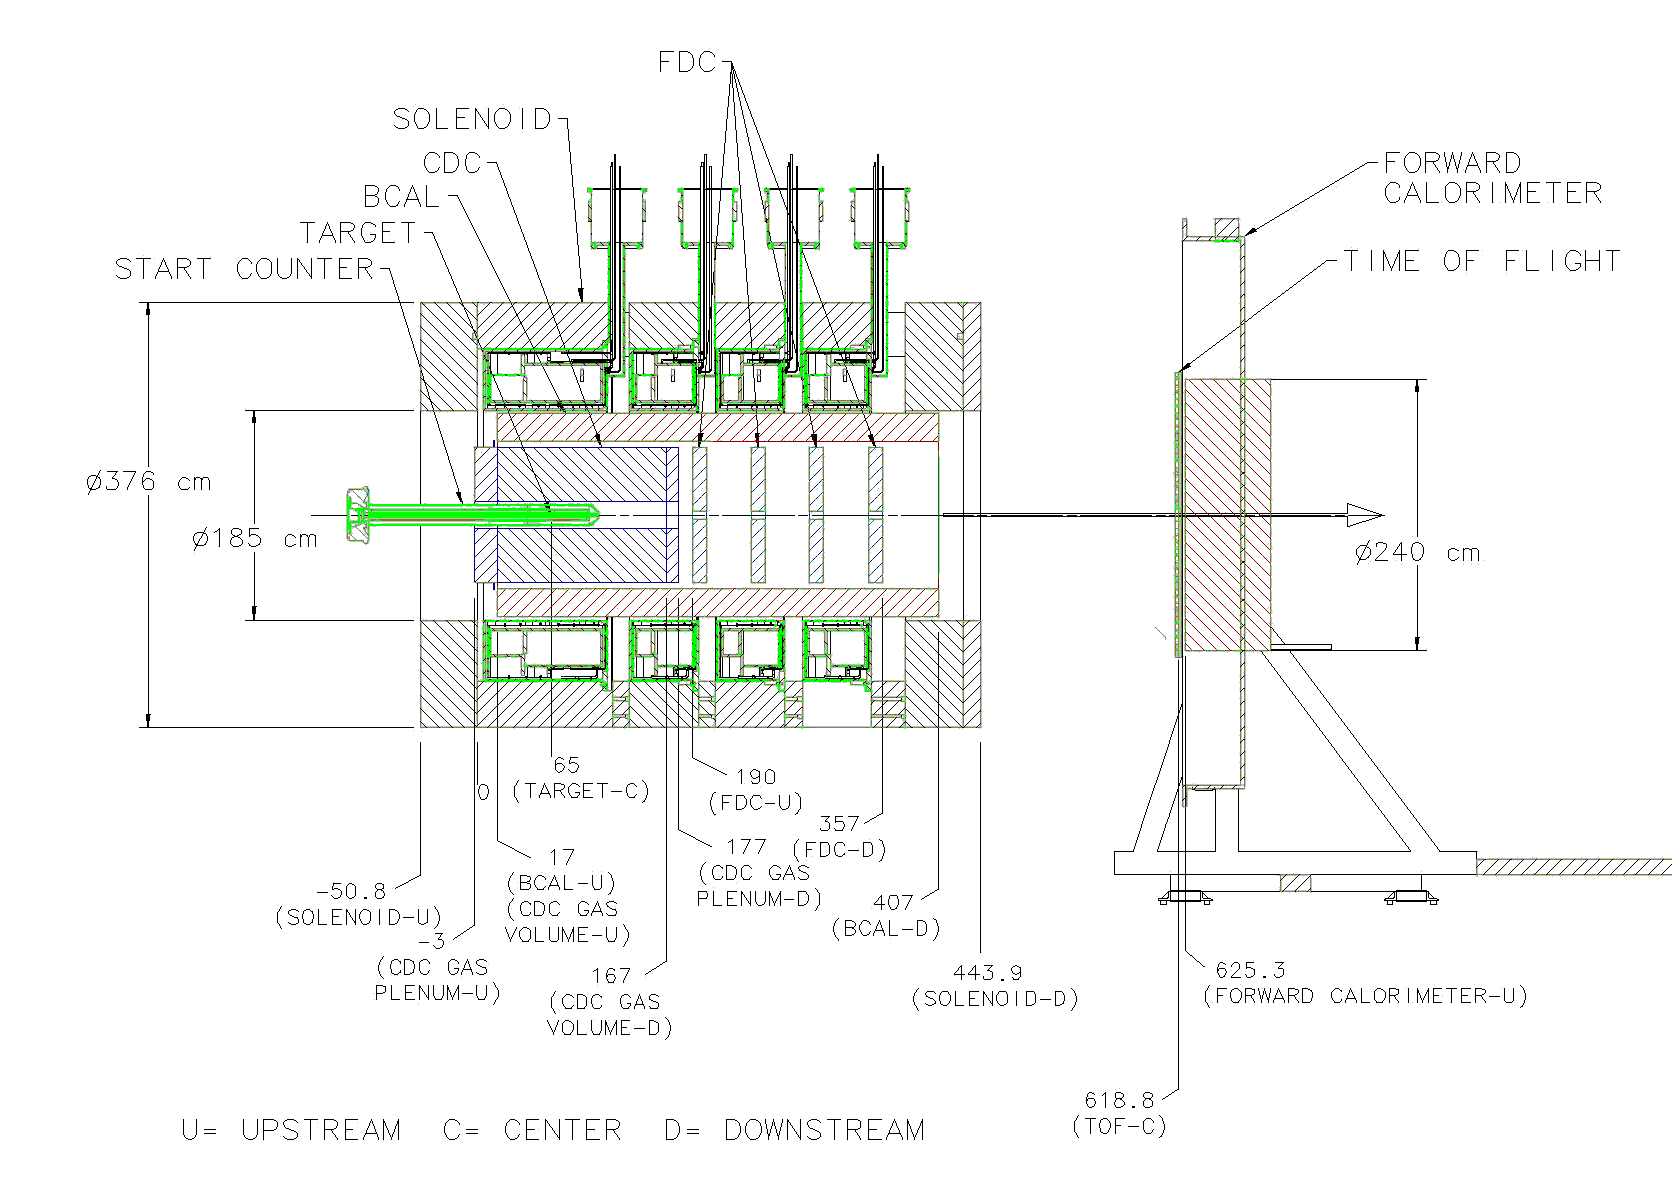 FDC
SOLENOID
CDC
BCAL
TARGET
START COUNTER
FORWARD
CALORIMETER
TIME OF FLIGHT
Ø376 cm
Ø185 cm
Ø240 cm
65
(TARGET-C)
0
190
(FDC-U)
357
(FDC-D)
177
(CDC GAS
PLENUM-D)
17
(BCAL-U)
(CDC GAS
VOLUME-U)
-50.8
(SOLENOID-U)
407
(BCAL-D)
-3
(CDC GAS
PLENUM-U)
167
(CDC GAS
VOLUME-D)
443.9
(SOLENOID-D)
625.3
(FORWARD CALORIMETER-U)
618.8
(TOF-C)
U= UPSTREAM C= CENTER D= DOWNSTREAM